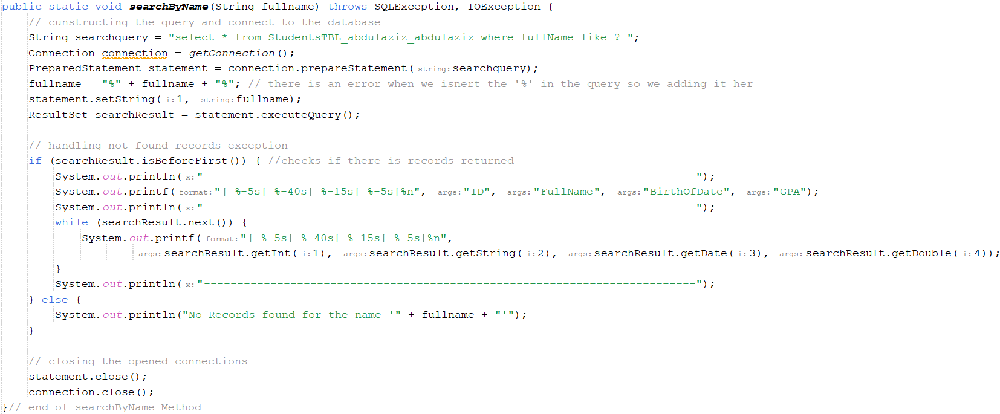 public static void searchByName(String fullname) throws SQLException, IOException {
// cunstructing the query and connect to the database
String searchquery = "select * from StudentsTBL_abdulaziz_abdulaziz where fullName like ? ";
Connection connection = getConnection();
PreparedStatement statement = connection.prepareStatement( string: searchquery);
fullname = "%" + fullname + "%"; // there is an error when we isnert the '%' in the query so we adding it her
statement.setString( i: 1, string: fullname);
ResultSet searchResult = statement.executeQuery();
// handling not found records exception
if (searchResult.isBeforeFirst()) { //checks if there is records returned
System.out.println( x: "--------------------------------------------------------------------------");
System.out.printf( format: "| %-5s| %-40s| %-15s| %-5s|%n", args: "ID", args: "FullName", args: "BirthOfDate", args: "GPA");
System.out.println( x: "--------------------------------------------------------------------------");
while (searchResult.next()) {
System.out.printf( format: "| %-5s| %-40s| %-15s| %-5s|%n",
args: searchResult.getInt( i: 1), args: searchResult.getString( i: 2), args: searchResult.getDate( i: 3), args: searchResult.getDouble( i: 4));
}
System.out.println( x: "--------------------------------------------------------------------------");
} else {
System.out.println("No Records found for the name '" + fullname + "'");
}
// closing the opened connections
statement.close();
connection.close();
}// end of searchByName Method